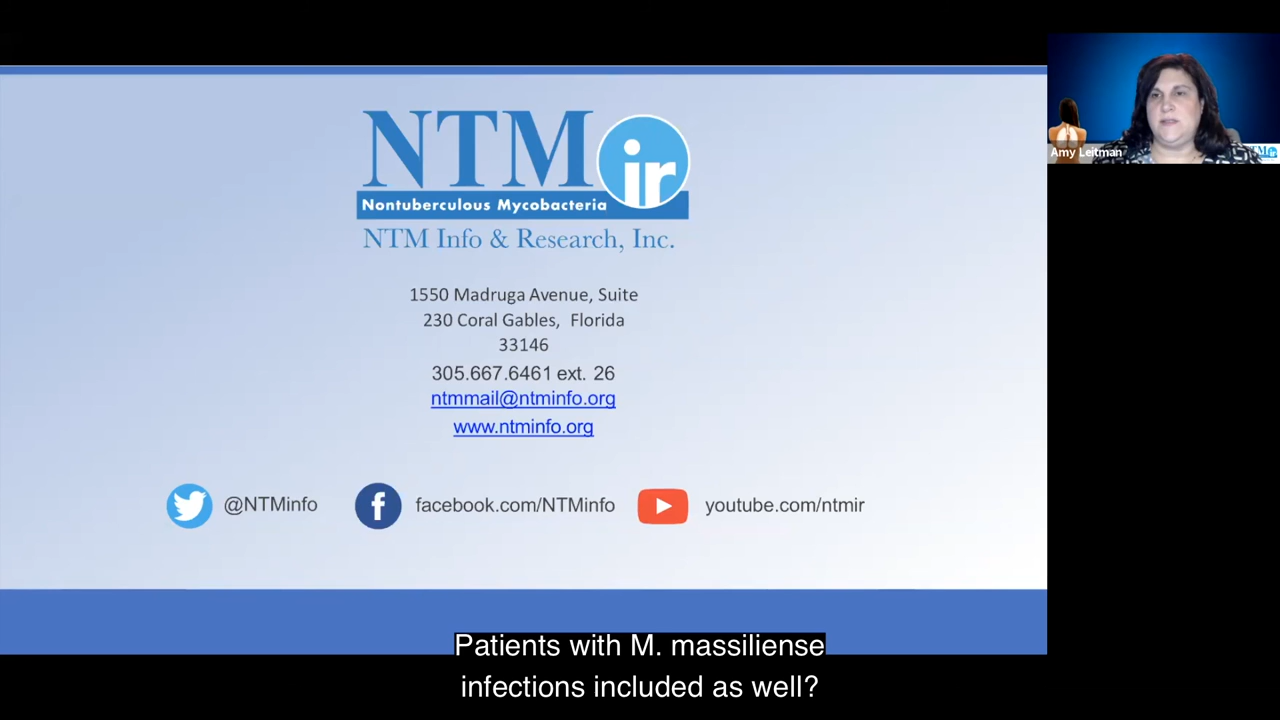 NTM
ir
Nontuberculous Mycobacteria
NTM Info & Research, Inc.
1550 Madruga Avenue, Suite
230 Coral Gables, Florida
33146
305.667.6461 ext. 26
ntmmail@ntminfo.org
www.ntminfo.org
@NTMinfo
facebook.com/NTMinfo
youtube.com/ntmir
Amy Leitman
Patients with M. massiliense
infections included as well?